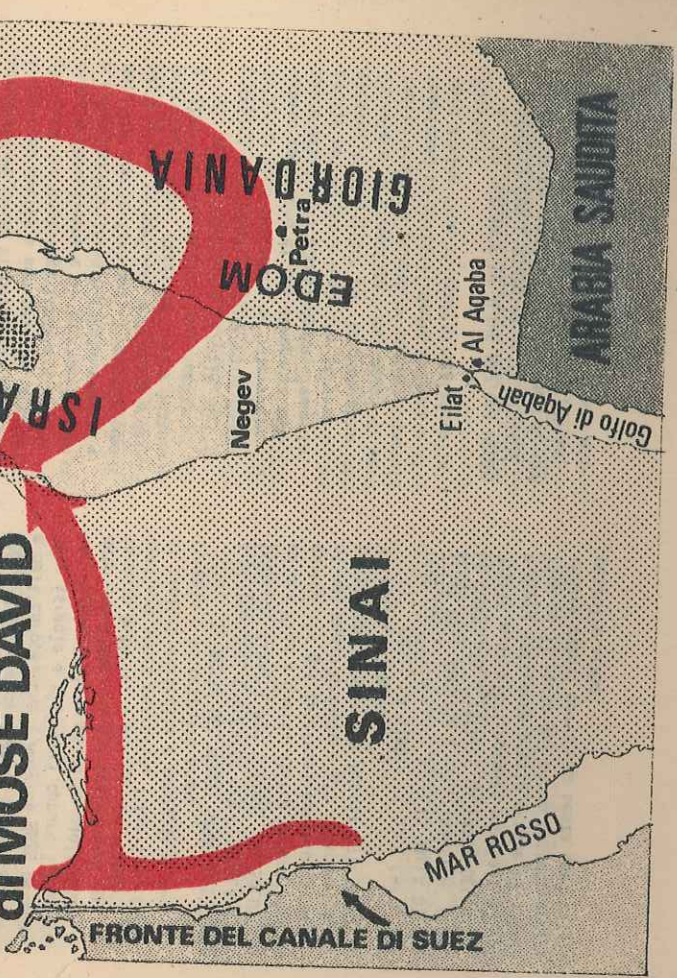 di MOSE DAVID
ISRA
GIORDANIA
Petra
EDOM
Negev
Eilat
Al Aqaba
Golfo di Aqabah
ARABIA SAUDITA
SINAI
MAR ROSSO
FRONTE DEL CANALE DI SUEZ